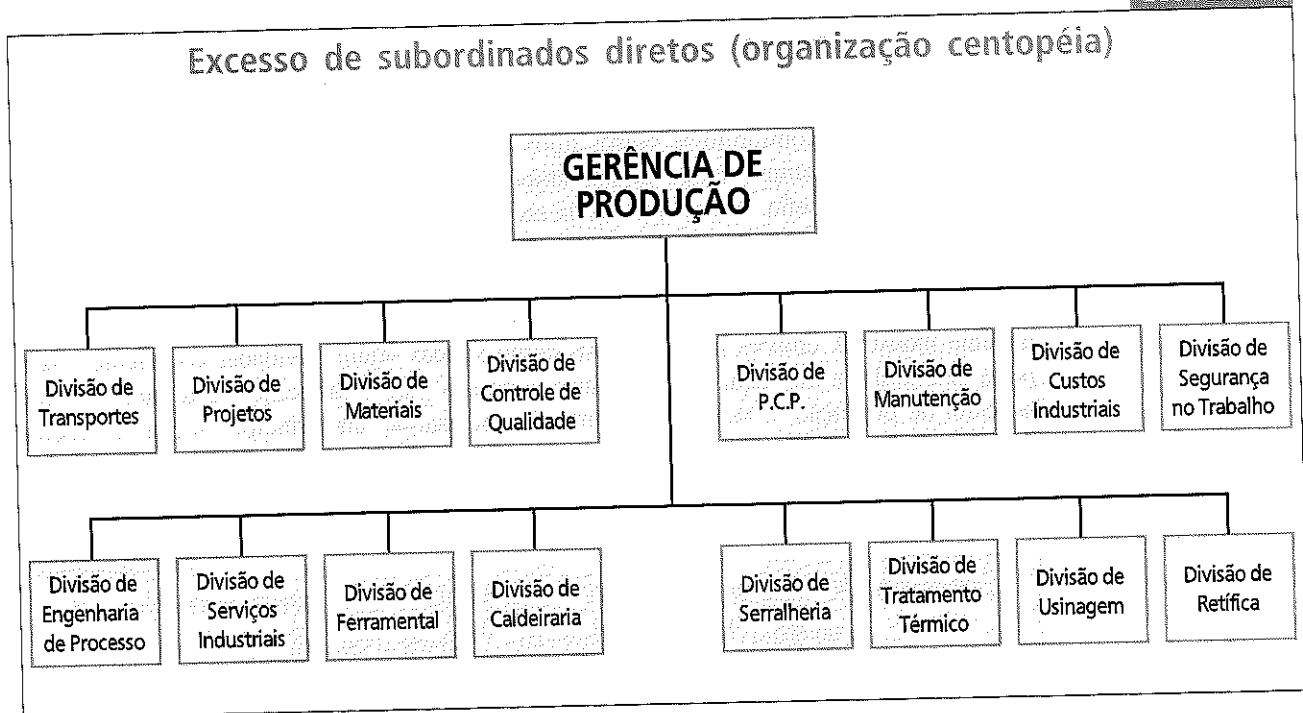 Excesso de subordinados diretos (organização centopéia)
GERÊNCIA DE
PRODUÇÃO
Divisão de
Transportes
Divisão de
Projetos
Divisão de
Materiais
Divisão de
Controle de
Qualidade
Divisão de
P.C.P.
Divisão de
Manutenção
Divisão de
Custos
Industriais
Divisão de
Segurança
no Trabalho
Divisão de
Engenharia
de Processo
Divisão de
Serviços
Industriais
Divisão de
Ferramental
Divisão de
Caldeiraria
Divisão de
Serralheria
Divisão de
Tratamento
Térmico
Divisão de
Usinagem
Divisão de
Retífica